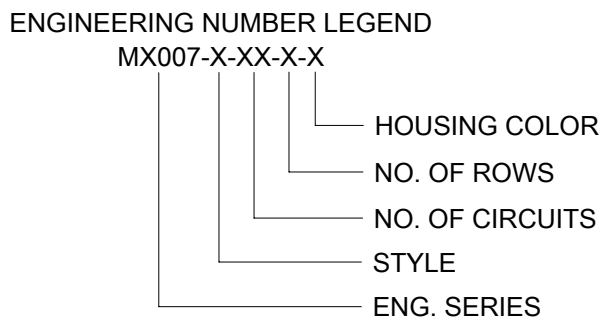 ENGINEERING NUMBER LEGEND
MX007-X-XX-X-X
HOUSING COLOR
NO. OF ROWS
NO. OF CIRCUITS
STYLE
ENG. SERIES